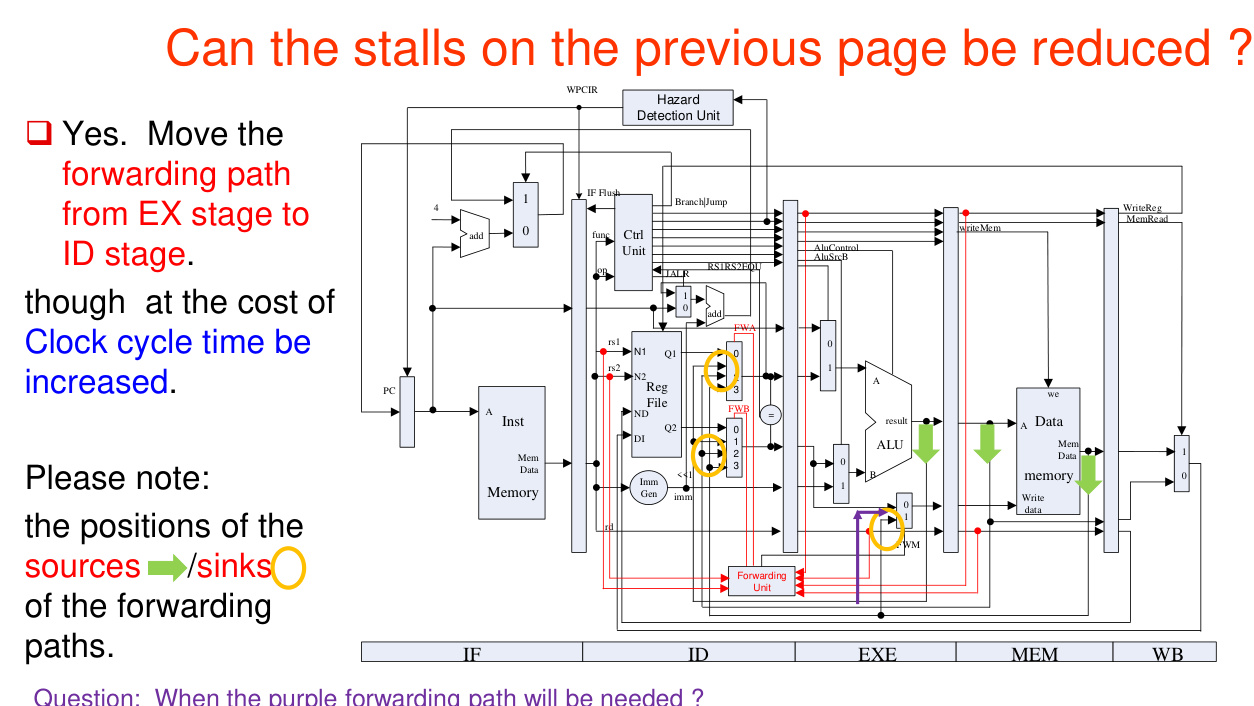 Can the stalls on the previous page be reduced ?
Yes. Move the
forwarding path
from EX stage to
ID stage.
though at the cost of
Clock cycle time be
increased.
Please note:
the positions of the
sources /sinks
of the forwarding
paths.
WPCIR
Hazard
Detection Unit
1
0
4
add
IF Flush
Branch|Jump
func
Ctrl
Unit
op
WriteReg
MemRead
writeMem
AluControl
AluSrcB
RS1RS2EQU
JALR
1
0
add
FWA
rs1
N1
Q1
0
3
rs2
N2
Reg
File
ND
DI
Q2
FWB
0
1
2
3
=
PC
A
Inst
Mem
Data
Memory
Imm
Gen
<<1
imm
rd
0
1
A
result
ALU
B
0
1
0
1
FWM
we
A
Data
Mem
Data
memory
Write
data
1
0
Forwarding
Unit
IF
ID
EXE
MEM
WB
Question: When the purple forwarding path will be needed ?